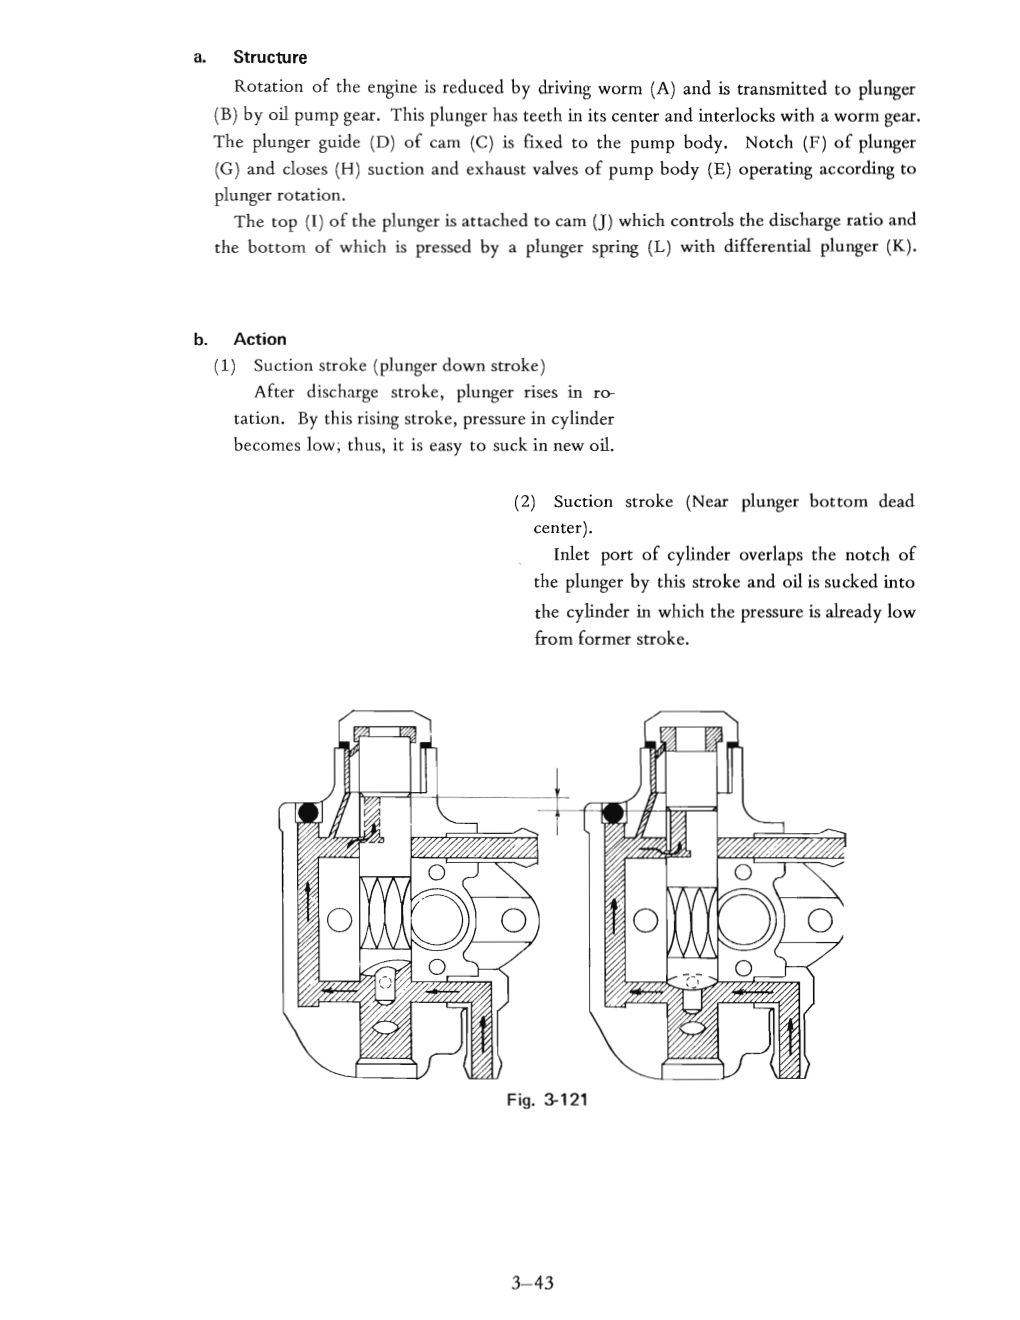 a. Structure
Rotation of the engine is reduced by driving worm (A) and is transmitted to plunger
(B) by oil pump gear. This plunger has teeth in its center and interlocks with a worm gear.
The plunger guide (D) of cam (C) is fixed to the pump body. Notch (F) of plunger
(G) and closes (H) suction and exhaust valves of pump body (E) operating according to
plunger rotation.
The top (I) of the plunger is attached to cam (J) which controls the discharge ratio and
the bottom of which is pressed by a plunger spring (L) with differential plunger (K).
b. Action
(1) Suction stroke (plunger down stroke)
After discharge stroke, plunger rises in ro-
tation. By this rising stroke, pressure in cylinder
becomes low; thus, it is easy to suck in new oil.
(2) Suction stroke (Near plunger bottom dead
center).
Inlet port of cylinder overlaps the notch of
the plunger by this stroke and oil is sucked into
the cylinder in which the pressure is already low
from former stroke.
Fig. 3-121
3–43